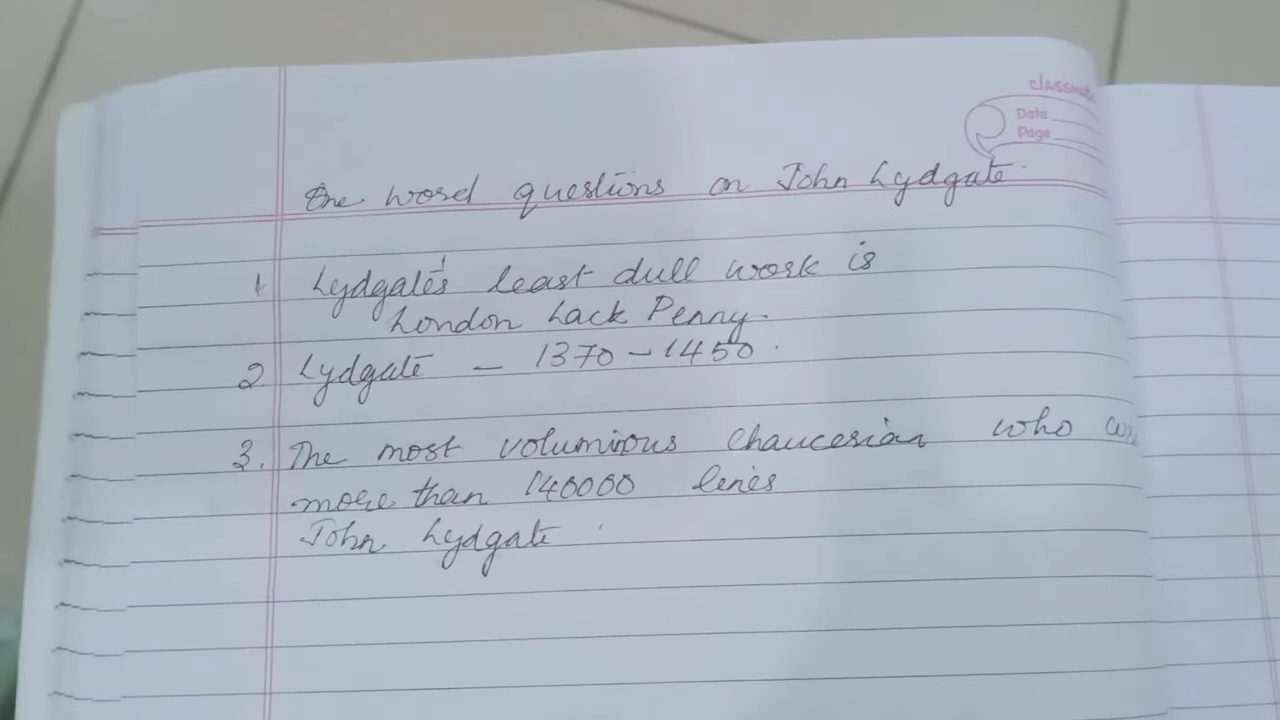 classmate
Date
Page
One word questions on John Lydgate.
1 Lydgate's least dull work is
London Lack Penny.
2 Lydgate – 1370 – 1450.
3. The most voluminous Chaucerian who
more than 140000 lines
John Lydgate